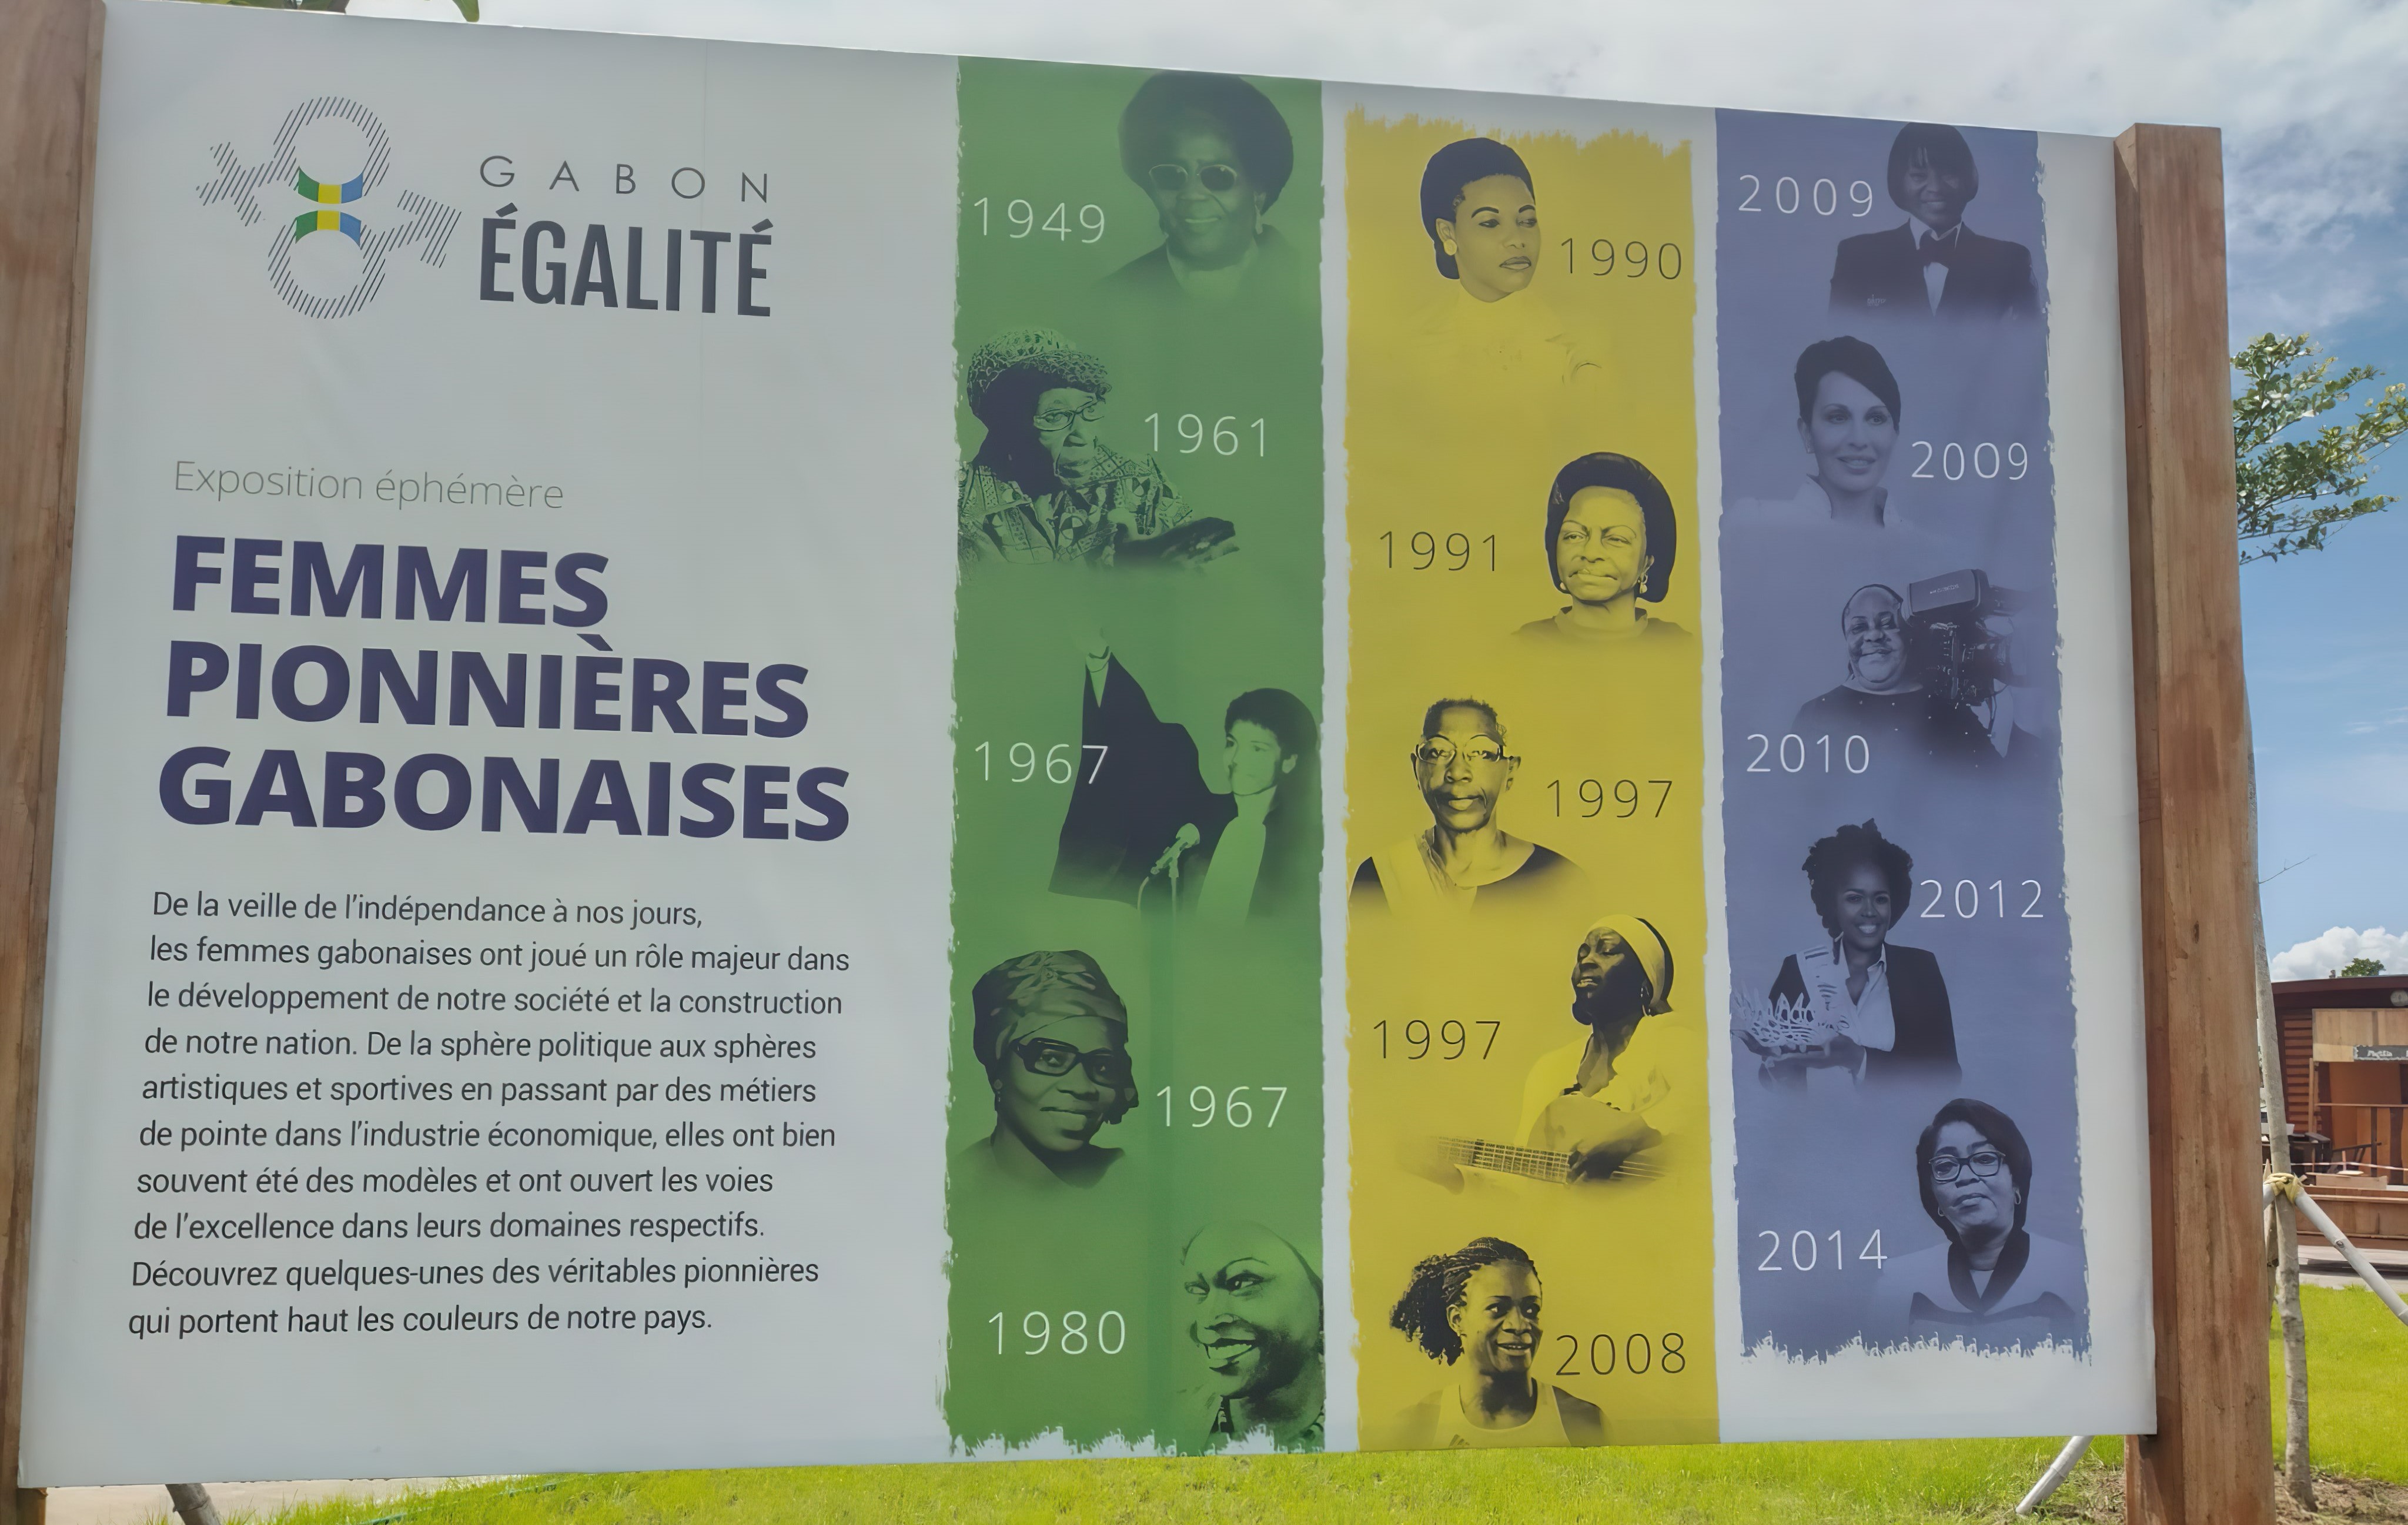 GABON
ÉGALITÉ
Exposition éphémère
FEMMES
PIONNIÈRES
GABONAISES
De la veille de l'indépendance à nos jours,
les femmes gabonaises ont joué un rôle majeur dans
le développement de notre société et la construction
de notre nation. De la sphère politique aux sphères
artistiques et sportives en passant par des métiers
de pointe dans l'industrie économique, elles ont bien
souvent été des modèles et ont ouvert les voies
de l'excellence dans leurs domaines respectifs.
Découvrez quelques-unes des véritables pionnières
qui portent haut les couleurs de notre pays.
1949
1961
1967
1967
1980
1990
1991
1997
1997
2008
2009
2009
2010
2012
2014